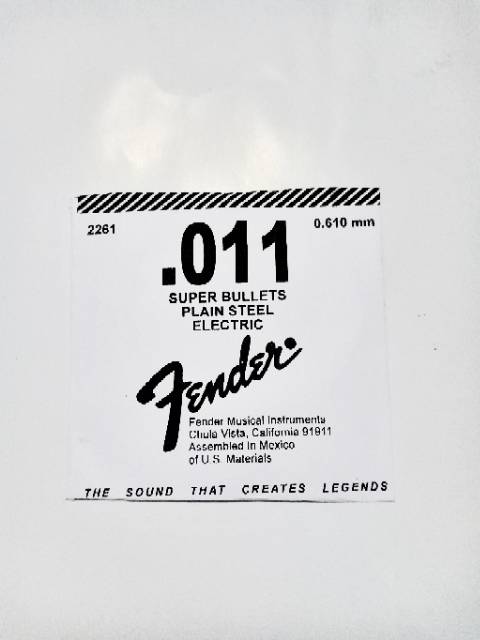 2261
0.610 mm
.011
SUPER BULLETS
PLAIN STEEL
ELECTRIC
Fender
Fender Musical Instruments
Chula Vista, California 91911
Assembled in Mexico
of U.S. Materials
THE SOUND THAT CREATES LEGENDS